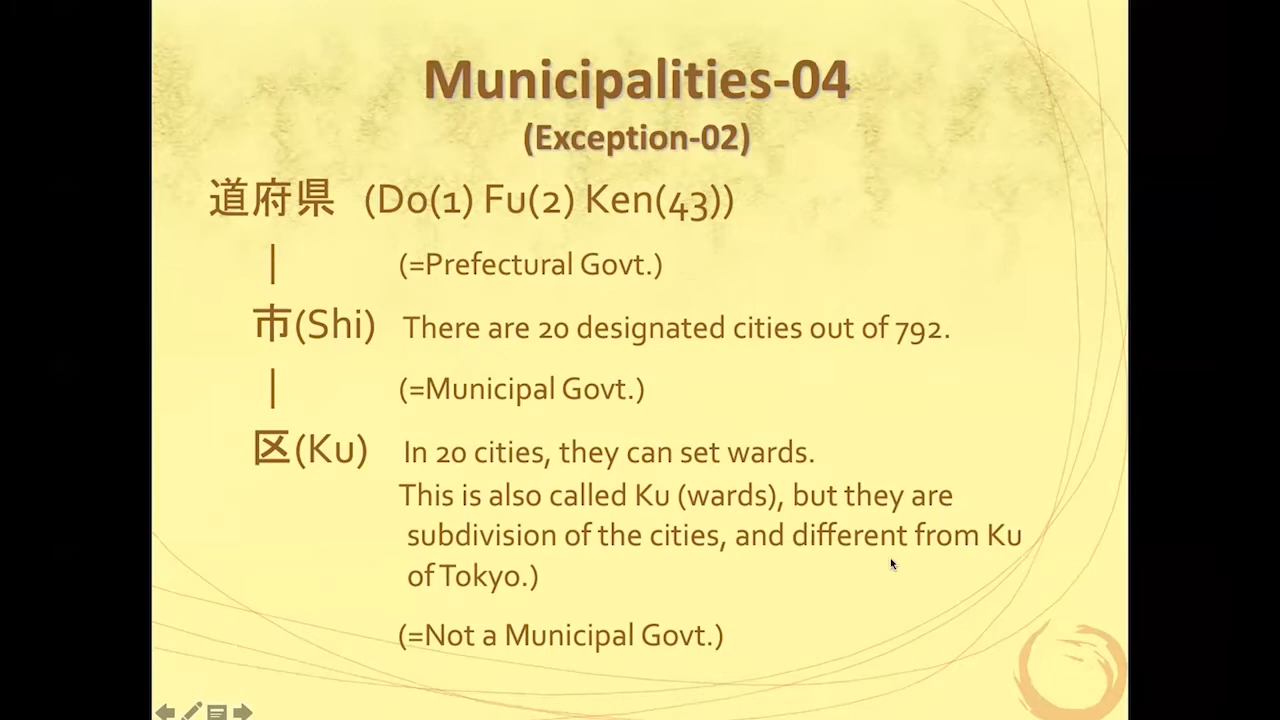 Municipalities-04
(Exception-02)
道府県 (Do(1) Fu(2) Ken(43))
| (=Prefectural Govt.)
市(Shi) There are 20 designated cities out of 792.
| (=Municipal Govt.)
区(Ku) In 20 cities, they can set wards.
This is also called Ku (wards), but they are
subdivision of the cities, and different from Ku
of Tokyo.)
(=Not a Municipal Govt.)